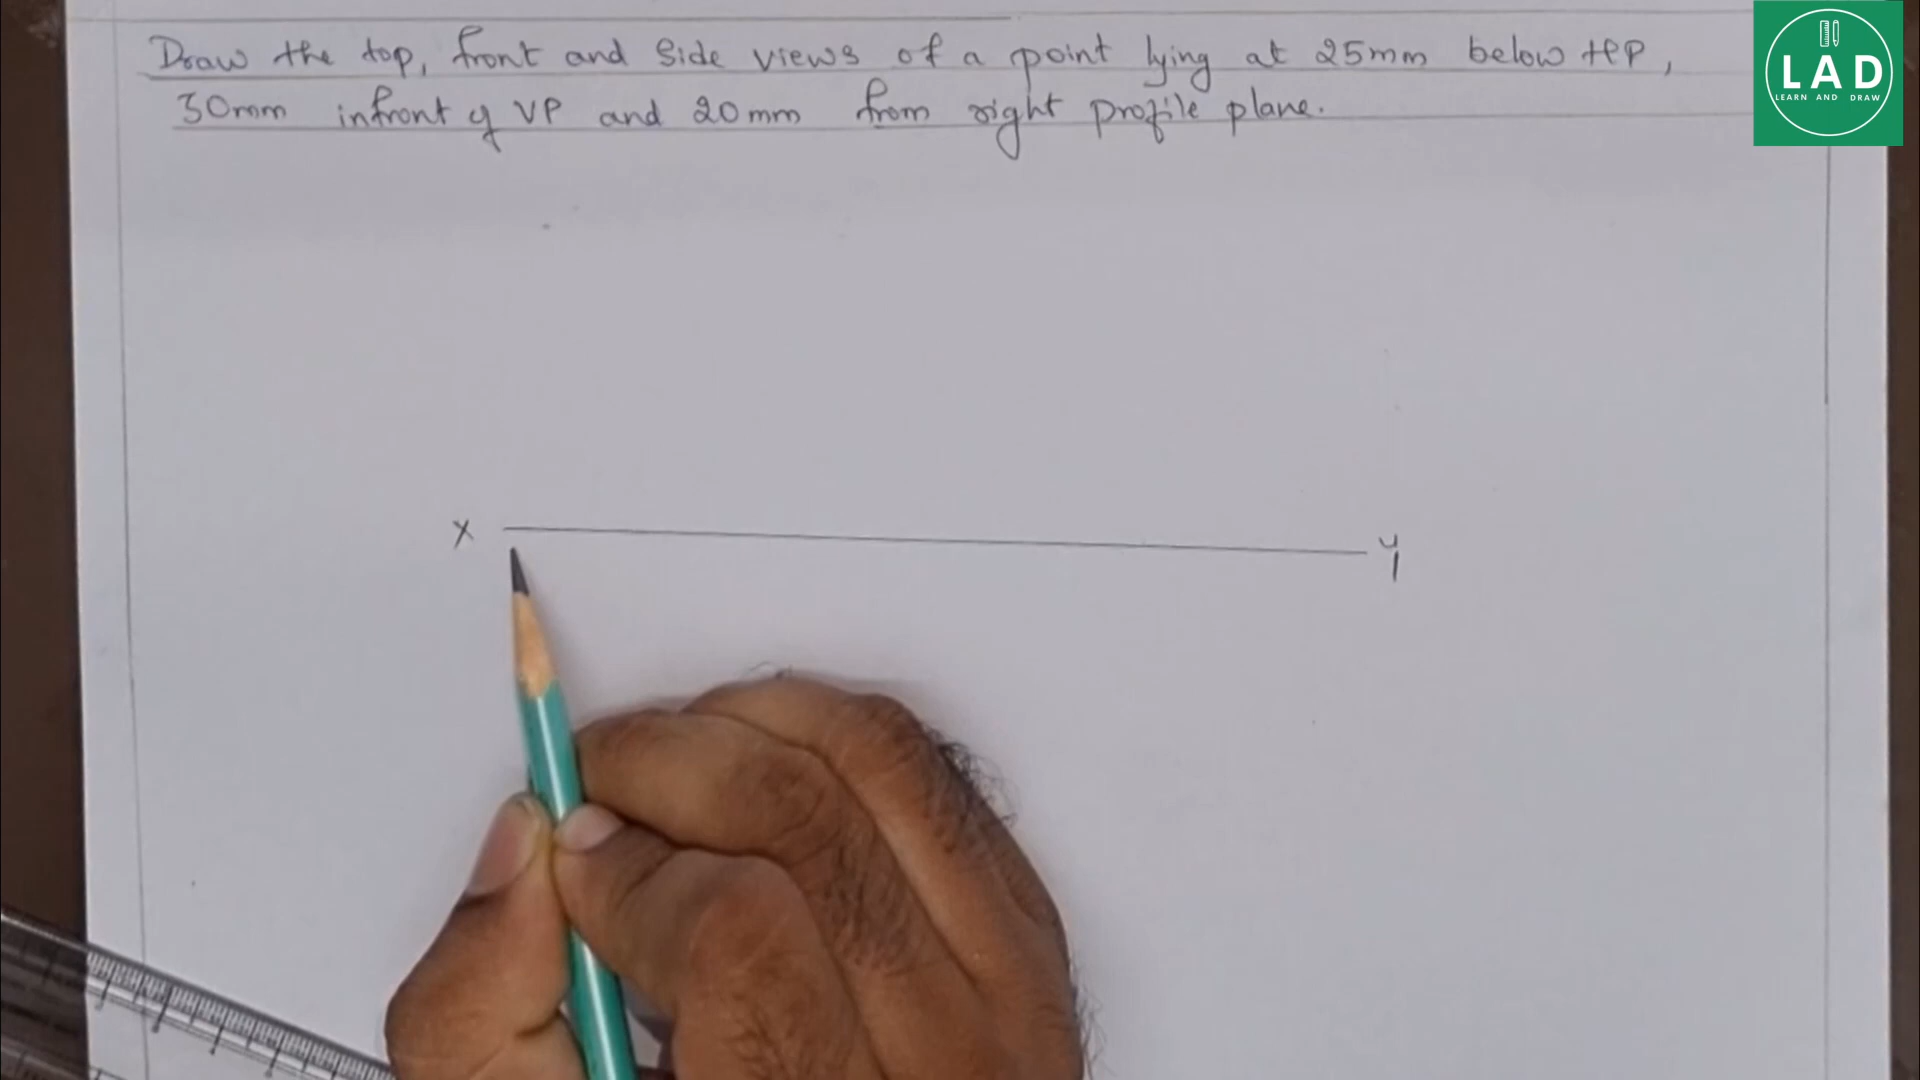 Draw the top, front and Side views of a point lying at 25mm below HP,
30mm infront of VP and 20mm from right profile plane.
LAD
LEARN AND DRAW
X
Y